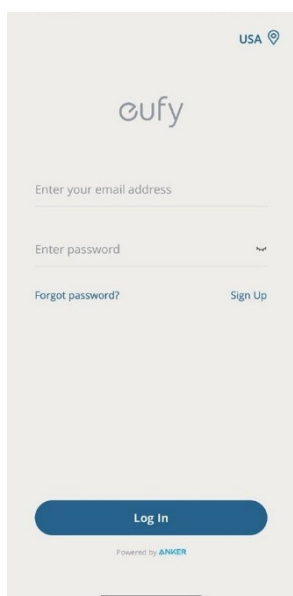 USA
eufy
Enter your email address
Enter password
Forgot password? Sign Up
Log In
Powered by ANKER